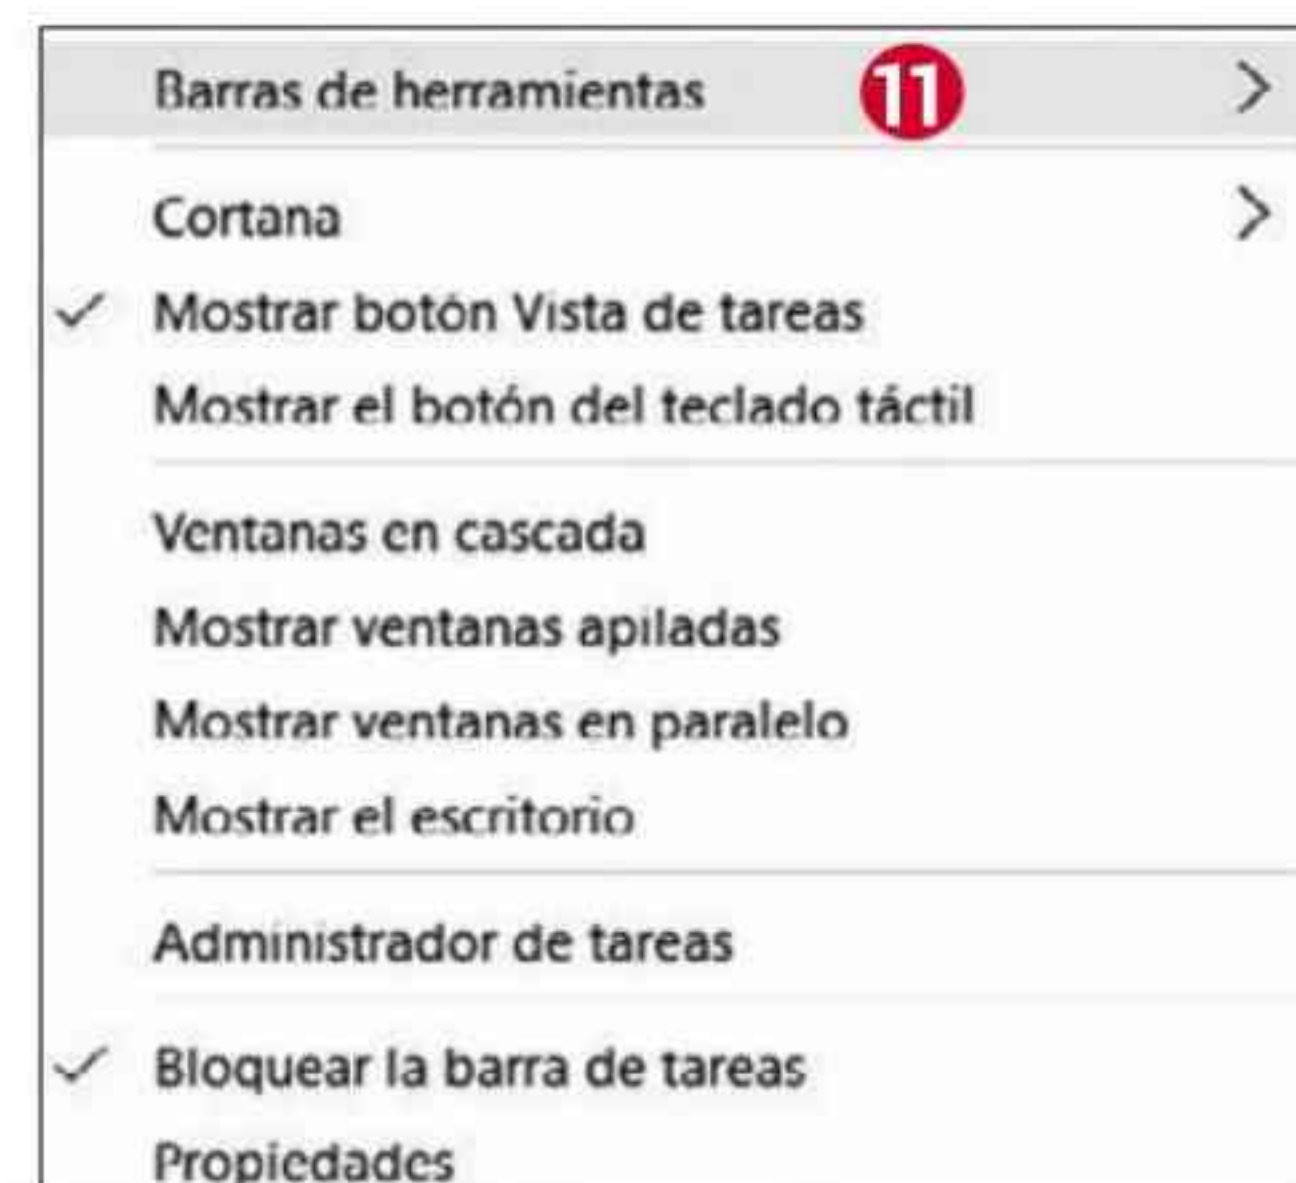 Barras de herramientas 11 >
Cortana >
✓ Mostrar botón Vista de tareas
Mostrar el botón del teclado táctil
Ventanas en cascada
Mostrar ventanas apiladas
Mostrar ventanas en paralelo
Mostrar el escritorio
Administrador de tareas
✓ Bloquear la barra de tareas
Propiedades